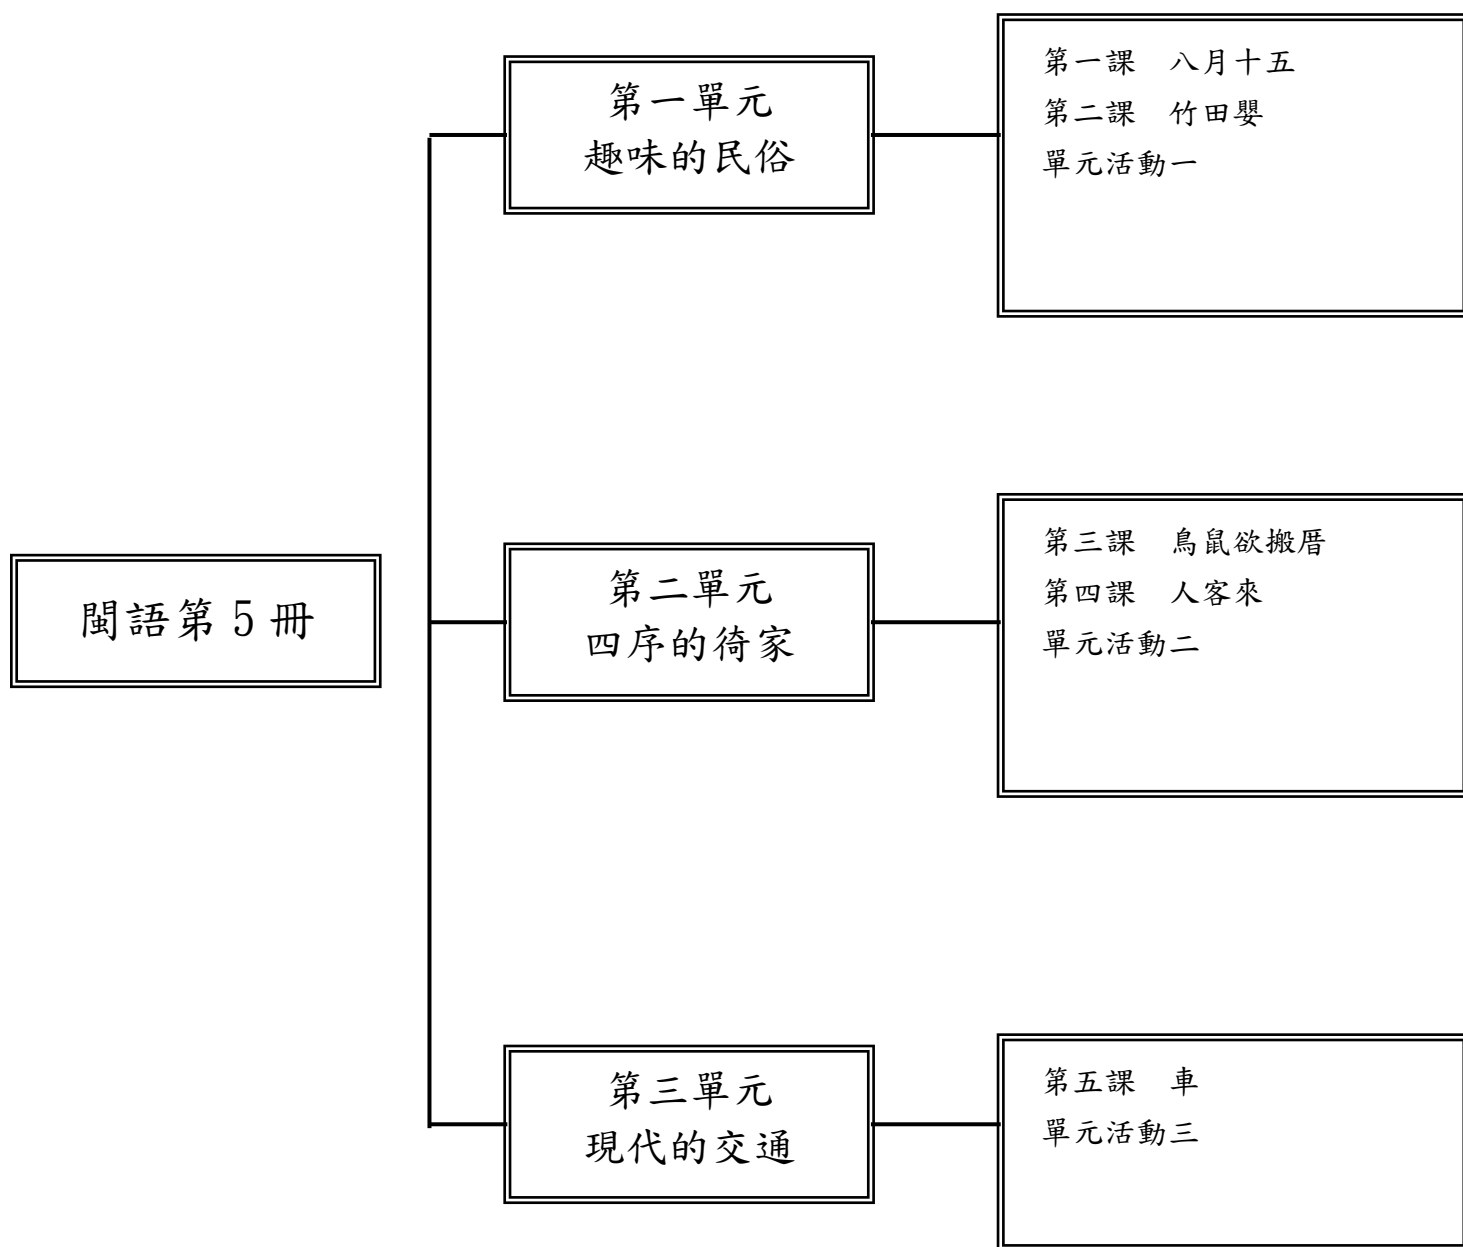 閩語第 5 冊
第一單元
趣味的民俗
第一課　八月十五
第二課　竹田嬰
單元活動一
第二單元
四序的徛家
第三課　鳥鼠欲搬厝
第四課　人客來
單元活動二
第三單元
現代的交通
第五課　車
單元活動三